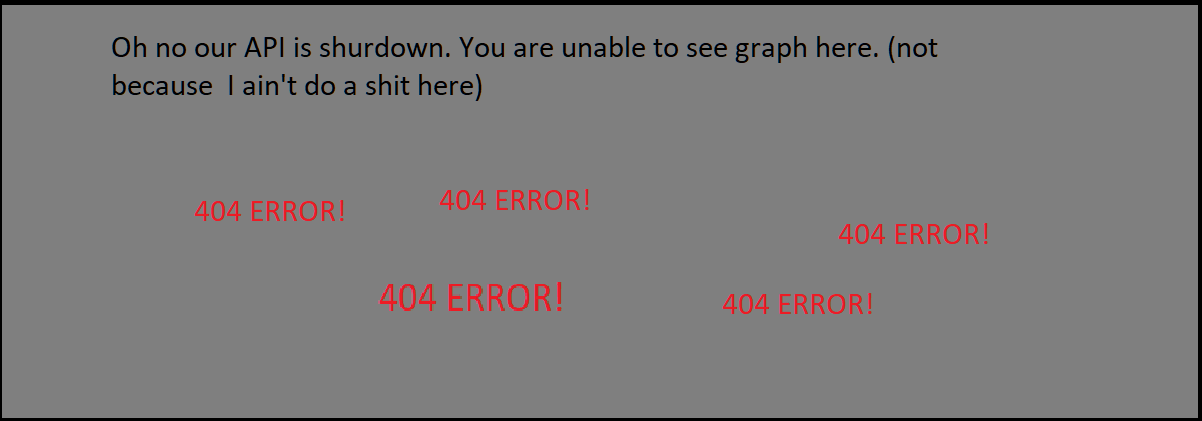 Oh no our API is shurdown. You are unable to see graph here. (not
because  I ain't do a shit here)
404 ERROR!
404 ERROR!
404 ERROR!
404 ERROR!
404 ERROR!